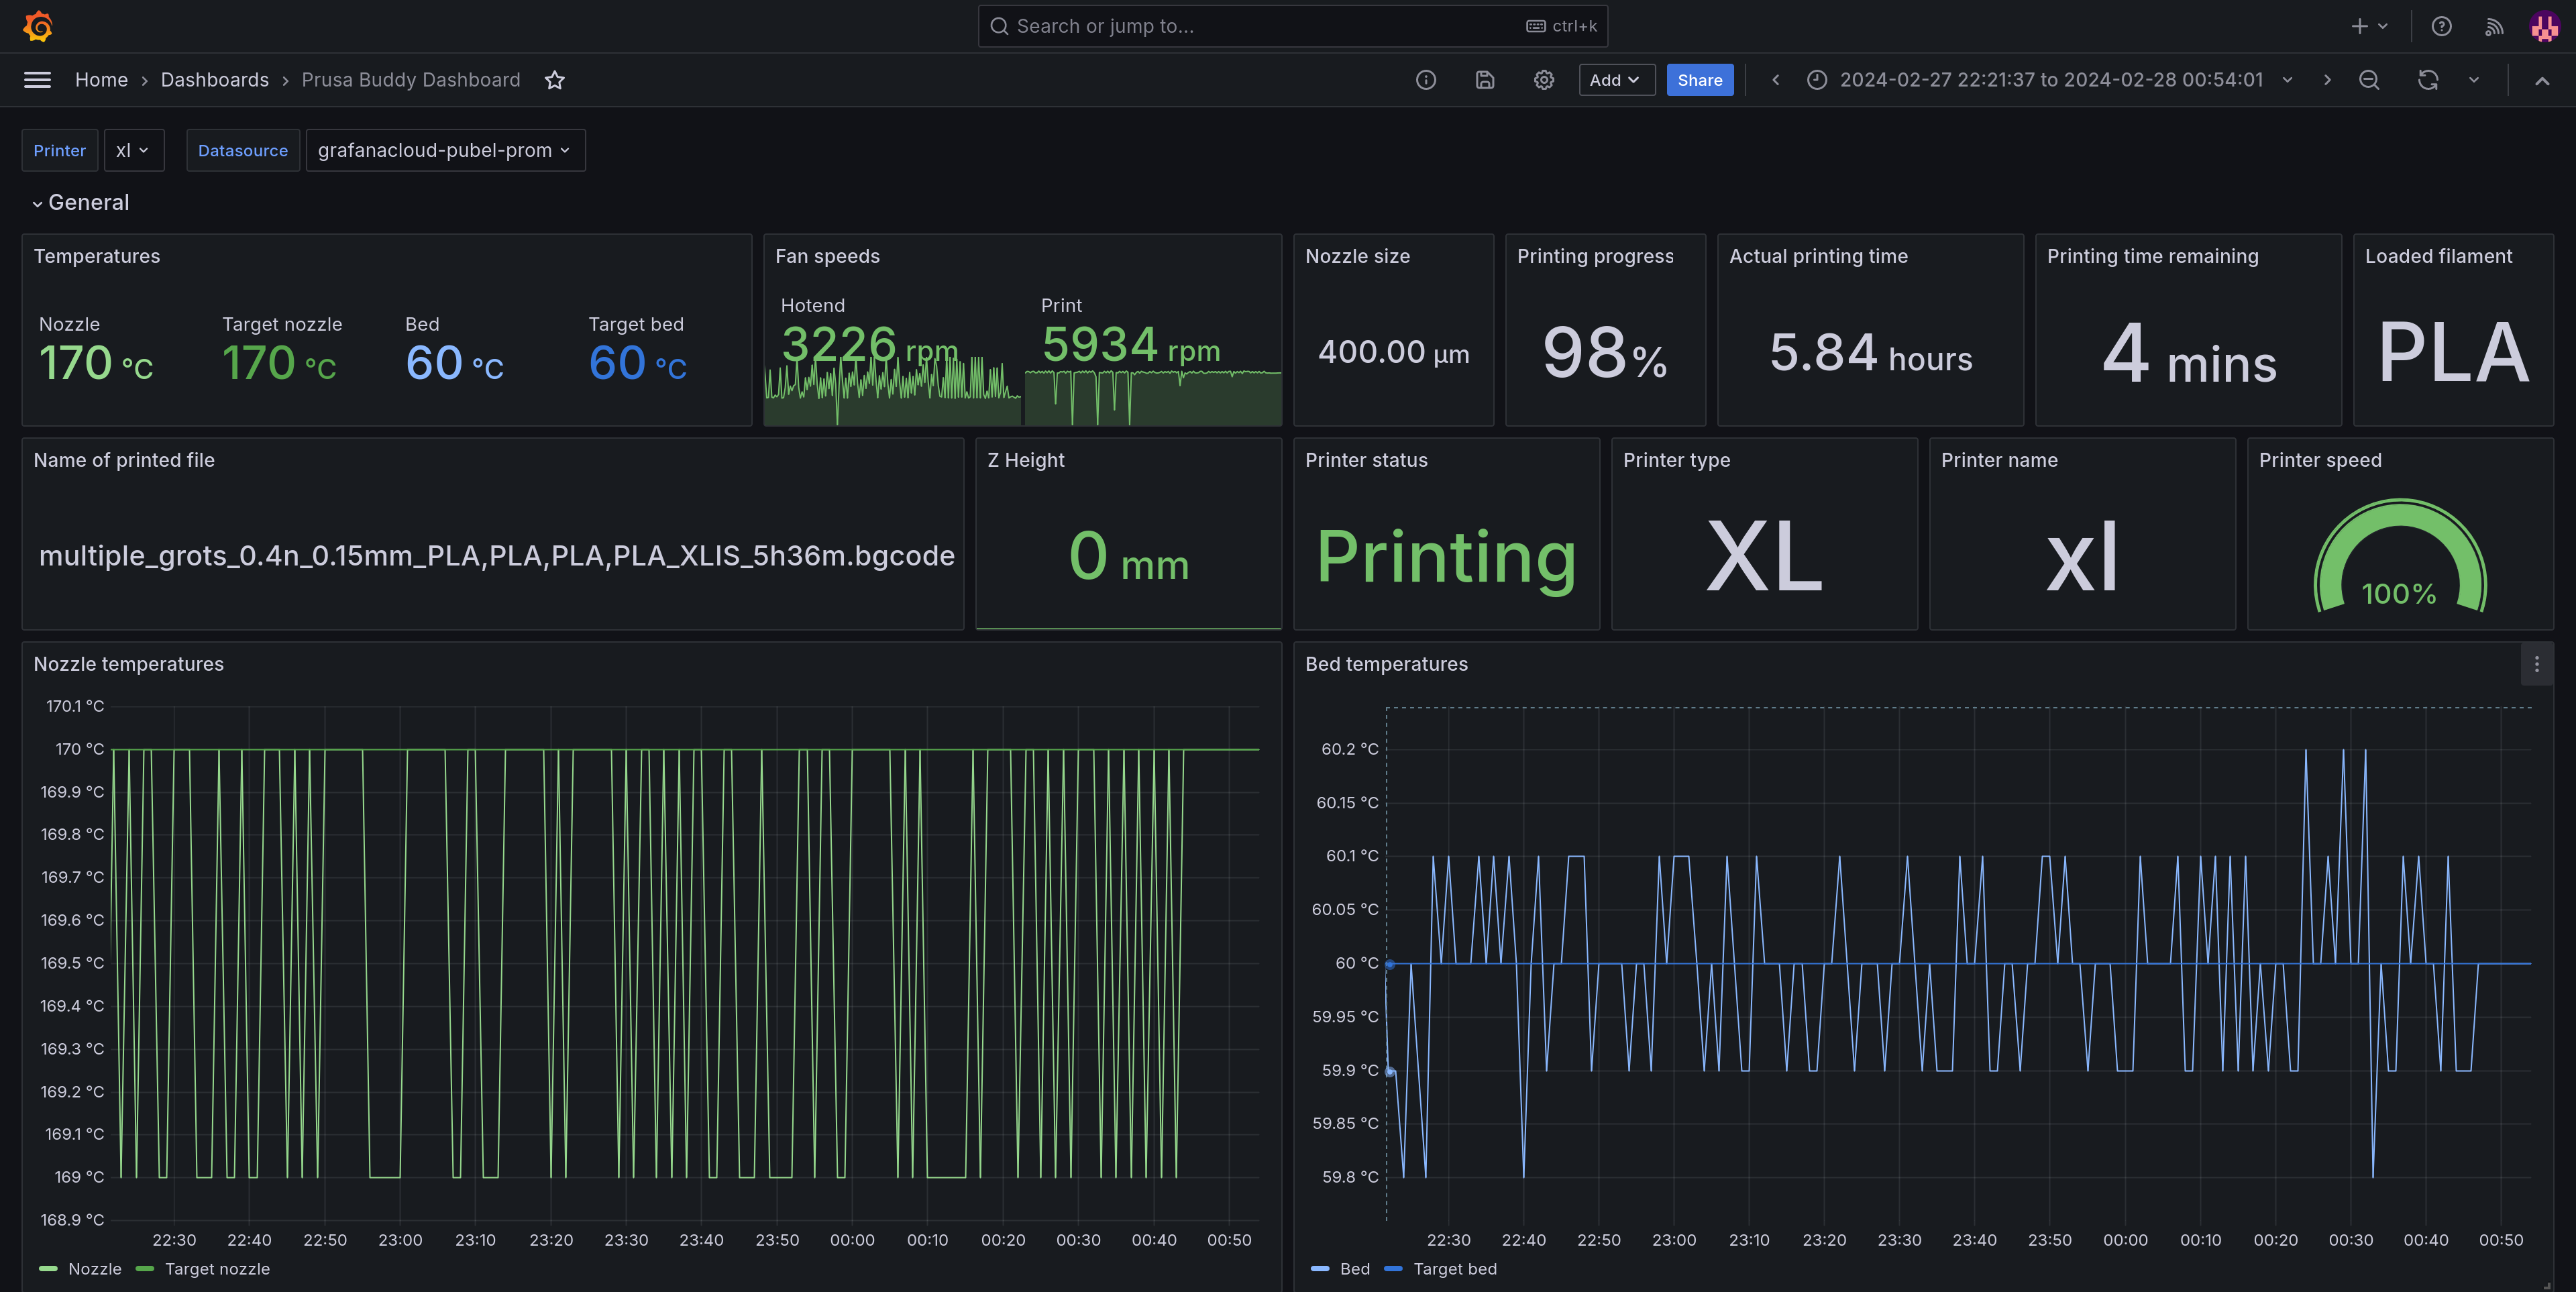 Search or jump to...
ctrl+k
Home › Dashboards › Prusa Buddy Dashboard
Add
Share
2024-02-27 22:21:37 to 2024-02-28 00:54:01
Printer
xl
Datasource
grafanacloud-pubel-prom
General
Temperatures
Nozzle
170 °C
Target nozzle
170 °C
Bed
60 °C
Target bed
60 °C
Fan speeds
Hotend
3226 rpm
Print
5934 rpm
Nozzle size
400.00 µm
Printing progress
98%
Actual printing time
5.84 hours
Printing time remaining
4 mins
Loaded filament
PLA
Name of printed file
multiple_grots_0.4n_0.15mm_PLA,PLA,PLA,PLA_XLIS_5h36m.bgcode
Z Height
0 mm
Printer status
Printing
Printer type
XL
Printer name
xl
Printer speed
100%
Nozzle temperatures
170.1 °C
170 °C
169.9 °C
169.8 °C
169.7 °C
169.6 °C
169.5 °C
169.4 °C
169.3 °C
169.2 °C
169.1 °C
169 °C
168.9 °C
22:30 22:40 22:50 23:00 23:10 23:20 23:30 23:40 23:50 00:00 00:10 00:20 00:30 00:40 00:50
Nozzle Target nozzle
Bed temperatures
60.2 °C
60.15 °C
60.1 °C
60.05 °C
60 °C
59.95 °C
59.9 °C
59.85 °C
59.8 °C
22:30 22:40 22:50 23:00 23:10 23:20 23:30 23:40 23:50 00:00 00:10 00:20 00:30 00:40 00:50
Bed Target bed